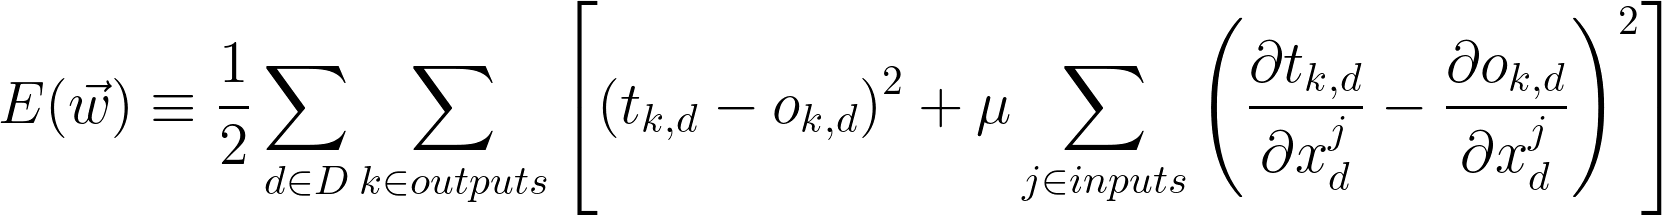 E(\vec{w}) \equiv \frac{1}{2} \sum_{d \in D} \sum_{k \in outputs} \left[ (t_{k,d} - o_{k,d})^2 + \mu \sum_{j \in inputs} \left( \frac{\partial t_{k,d}}{\partial x_d^j} - \frac{\partial o_{k,d}}{\partial x_d^j} \right)^2 \right]